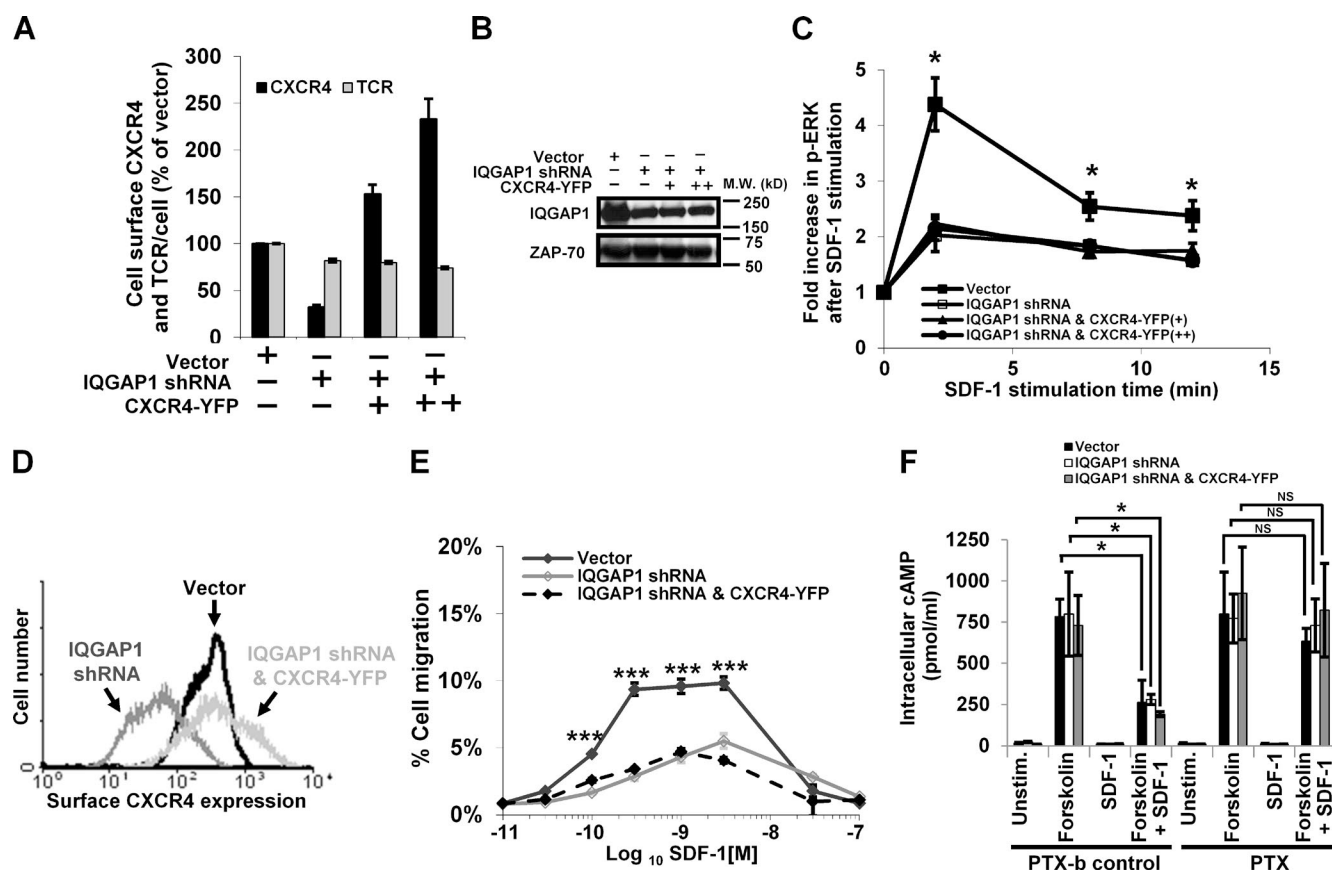 A
300
250
200
150
100
50
0
Cell surface CXCR4
and TCR/cell (% of vector)
CXCR4 TCR
Vector + − − −
IQGAP1 shRNA − + + +
CXCR4-YFP − − + ++
B
Vector + − − −
IQGAP1 shRNA − + + +
CXCR4-YFP − − + ++ M.W. (kD)
IQGAP1
250
150
ZAP-70
75
50
C
5
4
3
2
1
0
Fold increase in p-ERK
after SDF-1 stimulation
* * *
Vector
IQGAP1 shRNA
IQGAP1 shRNA & CXCR4-YFP(+)
IQGAP1 shRNA & CXCR4-YFP(++)
0 5 10 15
SDF-1 stimulation time (min)
D
Cell number
0
Vector
IQGAP1
shRNA
IQGAP1 shRNA
& CXCR4-YFP
10⁰ 10¹ 10² 10³ 10⁴
Surface CXCR4 expression
E
20%
15%
10%
5%
0%
% Cell migration
Vector
IQGAP1 shRNA
IQGAP1 shRNA & CXCR4-YFP
*** *** *** ***
-11 -10 -9 -8 -7
Log 10 SDF-1[M]
F
Vector
IQGAP1 shRNA
IQGAP1 shRNA & CXCR4-YFP
* * *
NS NS NS
1250
1000
750
500
250
0
Intracellular cAMP
(pmol/ml)
Unstim.
Forskolin
SDF-1
Forskolin
+ SDF-1
Unstim.
Forskolin
SDF-1
Forskolin
+ SDF-1
PTX-b control PTX